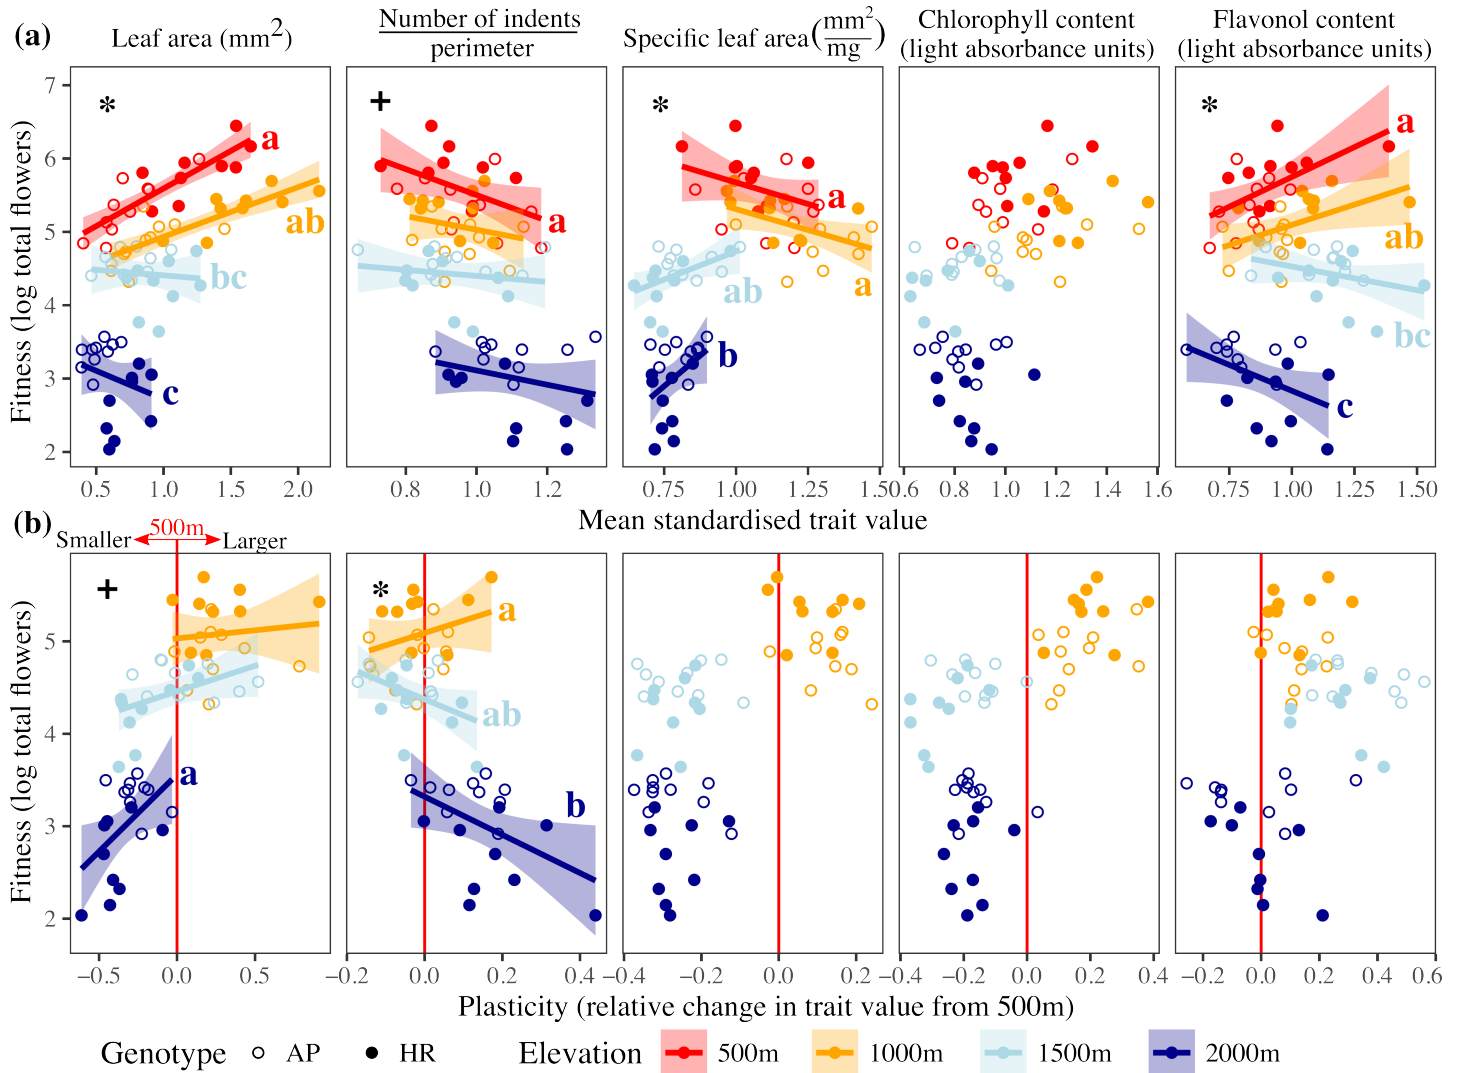 (a)
Leaf area (mm²)
Number of indents
perimeter
Specific leaf area (mm²/mg)
Chlorophyll content
(light absorbance units)
Flavonol content
(light absorbance units)
Fitness (log total flowers)
7
6
5
4
3
2
*
a
ab
bc
c
+
a
*
a
ab
a
b
*
a
ab
bc
c
0.5 1.0 1.5 2.0
0.8 1.0 1.2
0.75 1.00 1.25 1.50
0.6 0.8 1.0 1.2 1.4 1.6
0.75 1.00 1.25 1.50
Mean standardised trait value
(b)
Smaller 500m Larger
Fitness (log total flowers)
5
4
3
2
+
a
*
a
ab
b
−0.5 0.0 0.5
−0.2 0.0 0.2 0.4
−0.4 −0.2 0.0 0.2
−0.4 −0.2 0.0 0.2 0.4
−0.2 0.0 0.2 0.4 0.6
Plasticity (relative change in trait value from 500m)
Genotype AP HR Elevation 500m 1000m 1500m 2000m